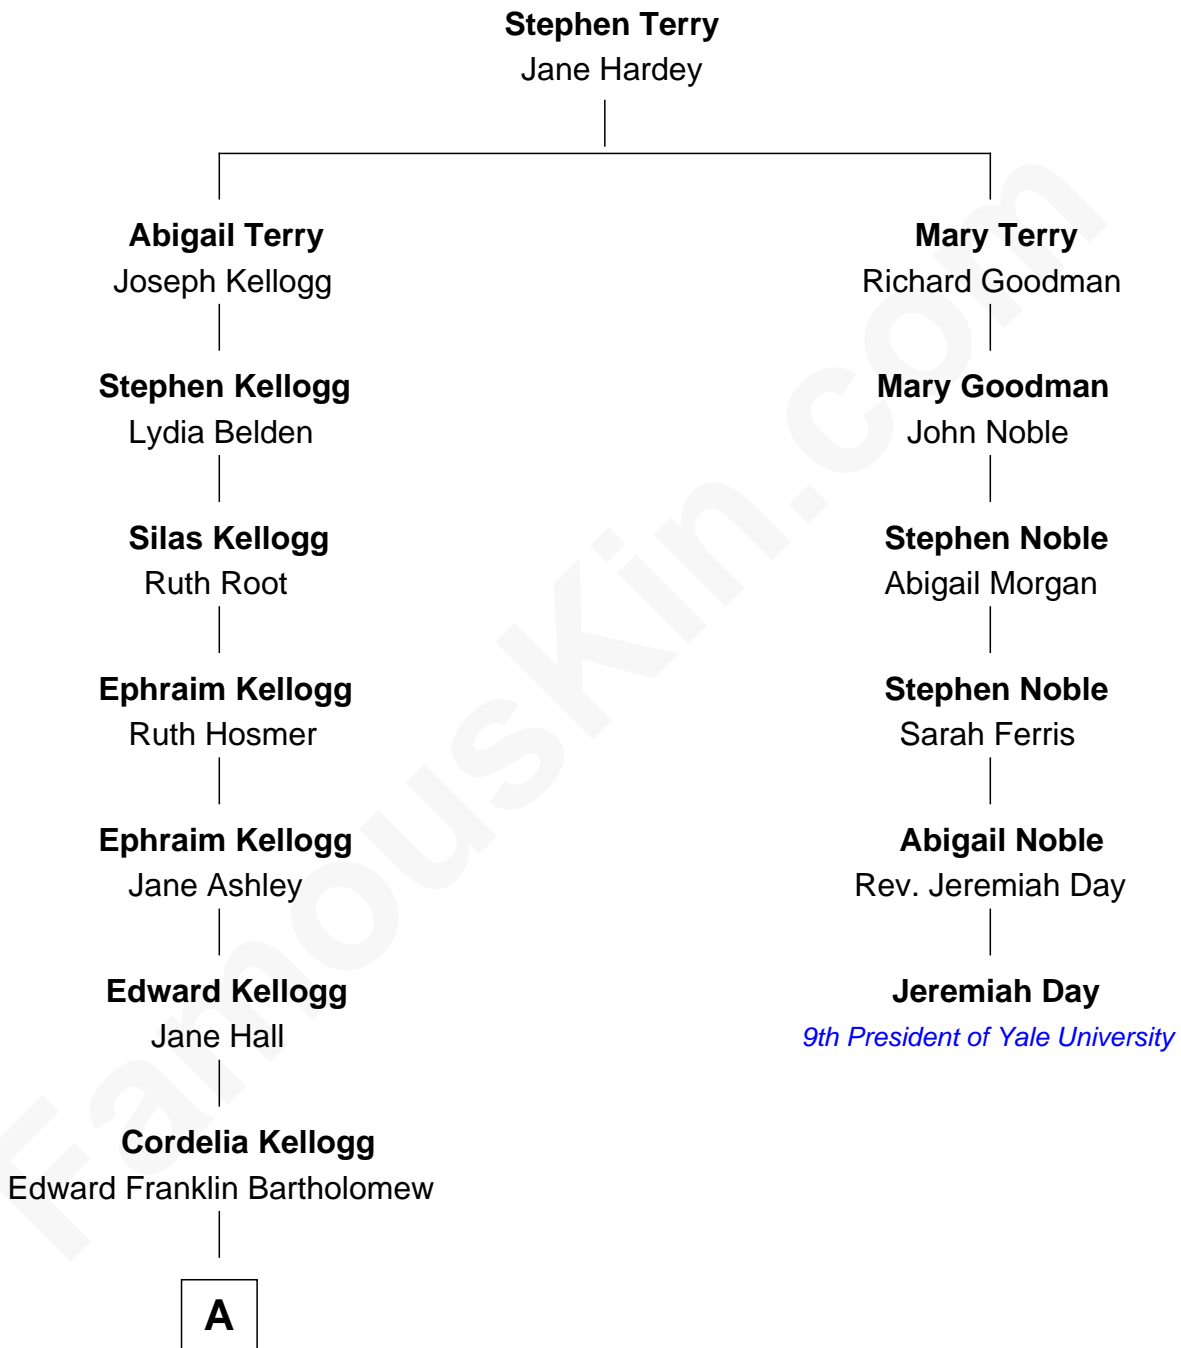 Stephen Terry
Jane Hardey
Abigail Terry
Joseph Kellogg
Mary Terry
Richard Goodman
Stephen Kellogg
Lydia Belden
Mary Goodman
John Noble
Silas Kellogg
Ruth Root
Stephen Noble
Abigail Morgan
Ephraim Kellogg
Ruth Hosmer
Stephen Noble
Sarah Ferris
Ephraim Kellogg
Jane Ashley
Abigail Noble
Rev. Jeremiah Day
Edward Kellogg
Jane Hall
Jeremiah Day
9th President of Yale University
Cordelia Kellogg
Edward Franklin Bartholomew
A
FamousKin.com